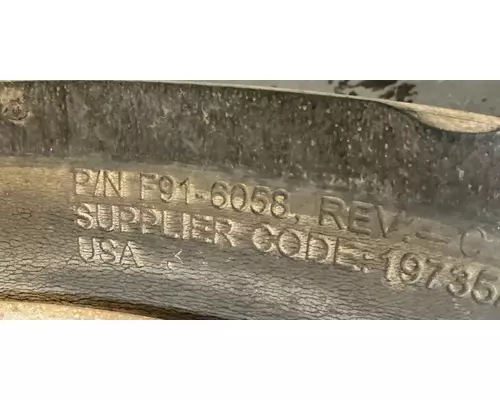 P/N F91-6058, REV.- C
SUPPLIER CODE: 19735
USA